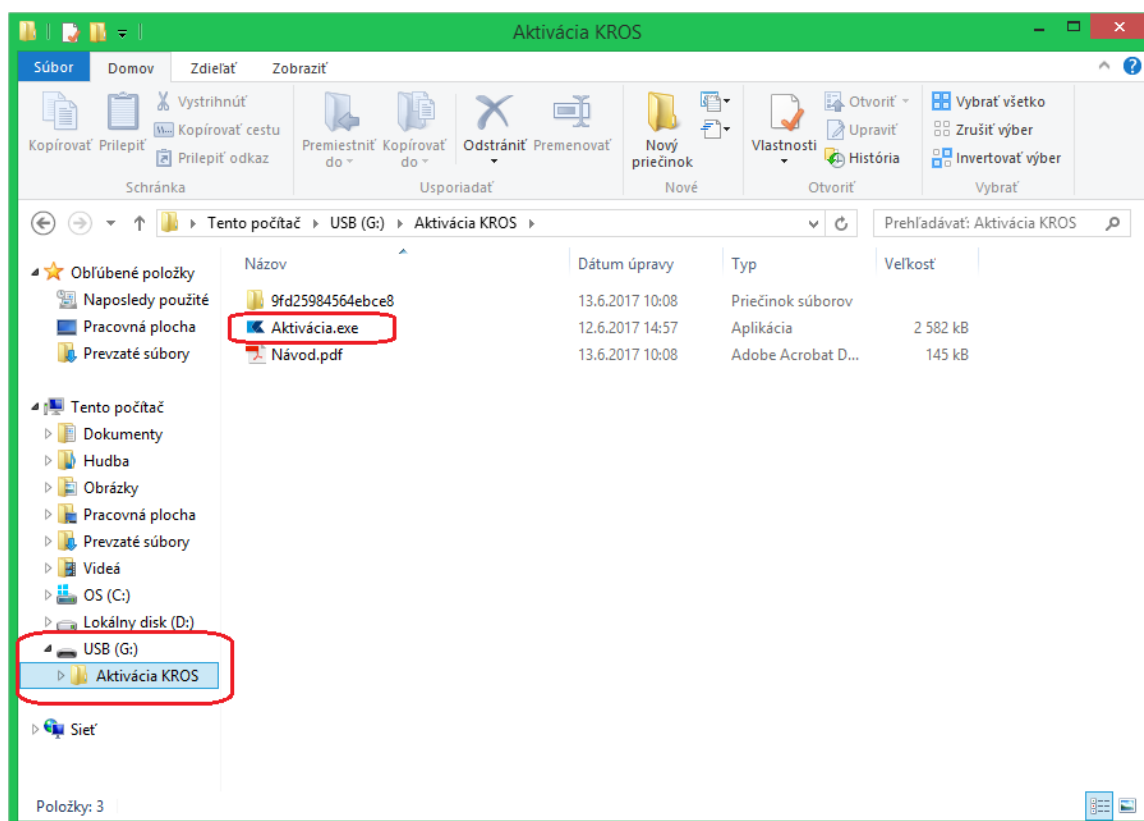 Aktivácia KROS
Súbor Domov Zdieľať Zobraziť
Kopírovať Prilepiť
Vystrihnúť
Kopírovať cestu
Prilepiť odkaz
Schránka
Premiestniť do
Kopírovať do
Odstrániť
Premenovať
Usporiadať
Nový priečinok
Nové
Vlastnosti
Otvoriť
Upraviť
História
Otvoriť
Vybrať všetko
Zrušiť výber
Invertovať výber
Vybrať
Tento počítač USB (G:) Aktivácia KROS
Prehľadávať: Aktivácia KROS
Obľúbené položky
Naposledy použité
Pracovná plocha
Prevzaté súbory
Tento počítač
Dokumenty
Hudba
Obrázky
Pracovná plocha
Prevzaté súbory
Videá
OS (C:)
Lokálny disk (D:)
USB (G:)
Aktivácia KROS
Sieť
Názov Dátum úpravy Typ Veľkosť
9fd25984564ebce8 13.6.2017 10:08 Priečinok súborov
Aktivácia.exe 12.6.2017 14:57 Aplikácia 2 582 kB
Návod.pdf 13.6.2017 10:08 Adobe Acrobat D... 145 kB
Položky: 3